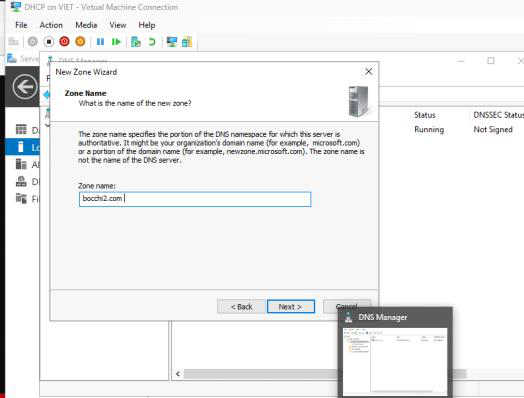 DHCP on VIET - Virtual Machine Connection
File Action Media View Help
Serve
DNS Manager
New Zone Wizard
Zone Name
What is the name of the new zone?
The zone name specifies the portion of the DNS namespace for which this server is
authoritative. It might be your organization's domain name (for example, microsoft.com)
or a portion of the domain name (for example, newzone.microsoft.com). The zone name is
not the name of the DNS server.
Zone name:
bocchi2.com
< Back Next > Cancel
Status DNSSEC Status
Running Not Signed
F
D
Lo
Al
D
Fi
DNS Manager